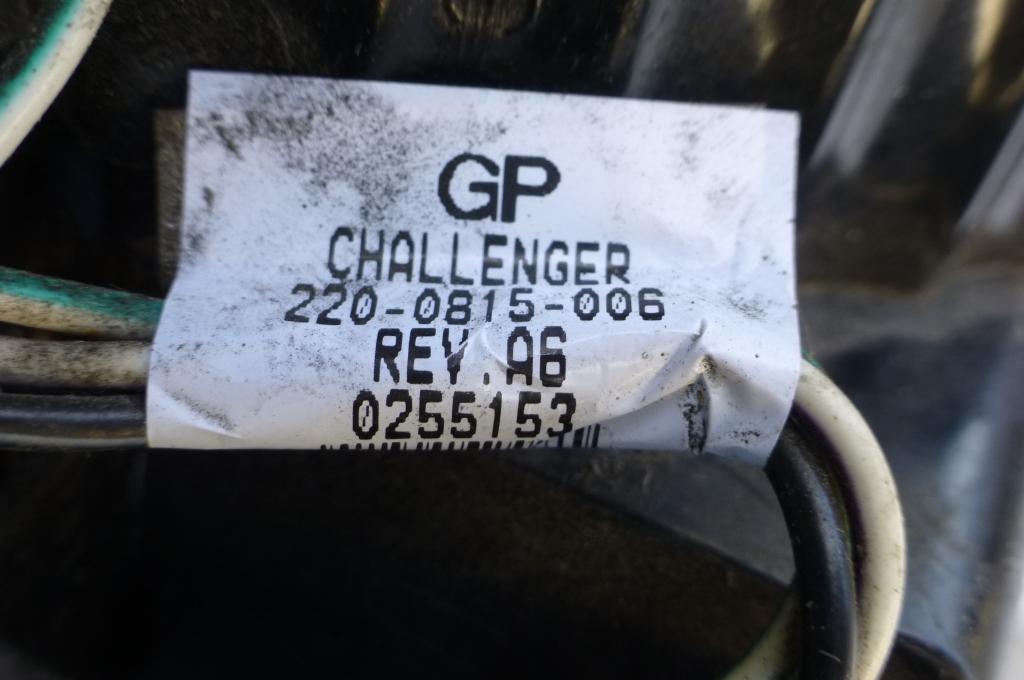 GP
CHALLENGER
220-0815-006
REV.A6
0255153